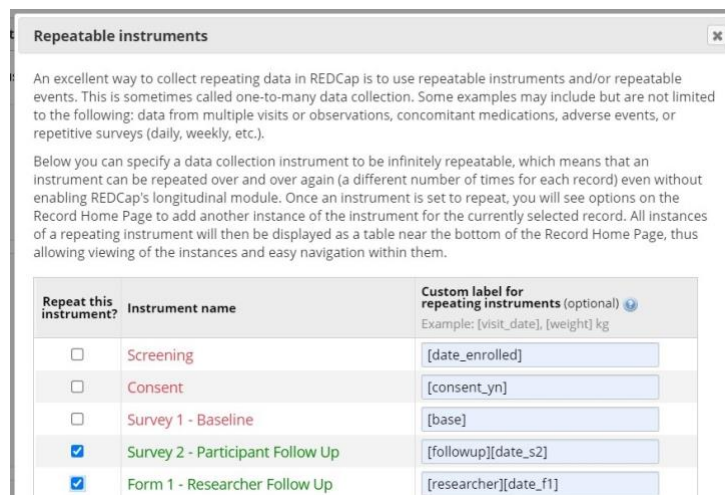 Repeatable instruments
An excellent way to collect repeating data in REDCap is to use repeatable instruments and/or repeatable
events. This is sometimes called one-to-many data collection. Some examples may include but are not limited
to the following: data from multiple visits or observations, concomitant medications, adverse events, or
repetitive surveys (daily, weekly, etc.).
Below you can specify a data collection instrument to be infinitely repeatable, which means that an
instrument can be repeated over and over again (a different number of times for each record) even without
enabling REDCap's longitudinal module. Once an instrument is set to repeat, you will see options on the
Record Home Page to add another instance of the instrument for the currently selected record. All instances
of a repeating instrument will then be displayed as a table near the bottom of the Record Home Page, thus
allowing viewing of the instances and easy navigation within them.
Repeat this
instrument?
Instrument name
Custom label for
repeating instruments (optional)
Example: [visit_date], [weight] kg
Screening
[date_enrolled]
Consent
[consent_yn]
Survey 1 - Baseline
[base]
Survey 2 - Participant Follow Up
[followup][date_s2]
Form 1 - Researcher Follow Up
[researcher][date_f1]